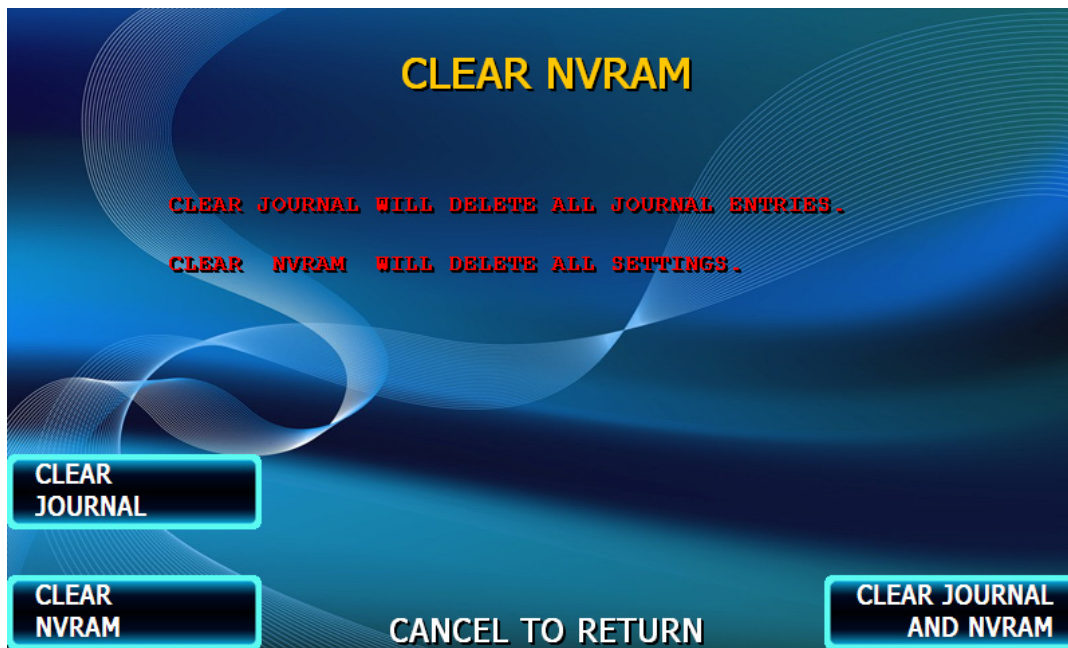 CLEAR NVRAM
CLEAR JOURNAL WILL DELETE ALL JOURNAL ENTRIES.
CLEAR NVRAM WILL DELETE ALL SETTINGS.
CLEAR
JOURNAL
CLEAR
NVRAM
CANCEL TO RETURN
CLEAR JOURNAL
AND NVRAM